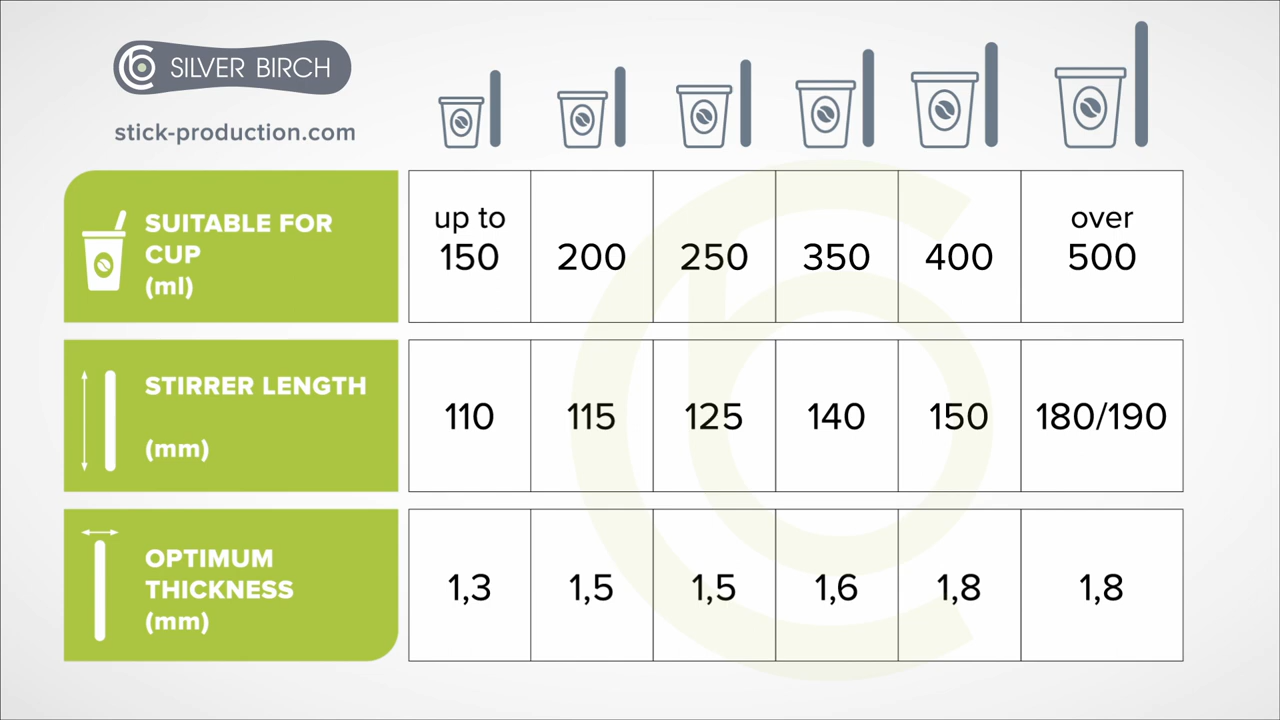 SILVER BIRCH
stick-production.com
SUITABLE FOR
CUP
(ml)
up to
150
200
250
350
400
over
500
STIRRER LENGTH
(mm)
110
115
125
140
150
180/190
OPTIMUM
THICKNESS
(mm)
1,3
1,5
1,5
1,6
1,8
1,8